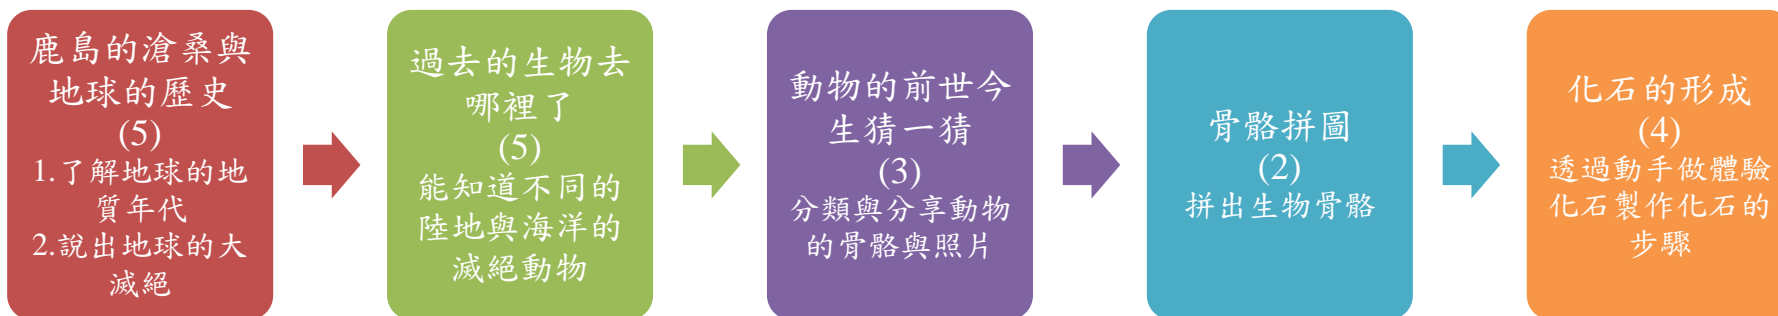 鹿島的滄桑與
地球的歷史
(5)
1.了解地球的地
質年代
2.說出地球的大
滅絕
過去的生物去
哪裡了
(5)
能知道不同的
陸地與海洋的
滅絕動物
動物的前世今
生猜一猜
(3)
分類與分享動物
的骨骼與照片
骨骼拼圖
(2)
拼出生物骨骼
化石的形成
(4)
透過動手做體驗
化石製作化石的
步驟